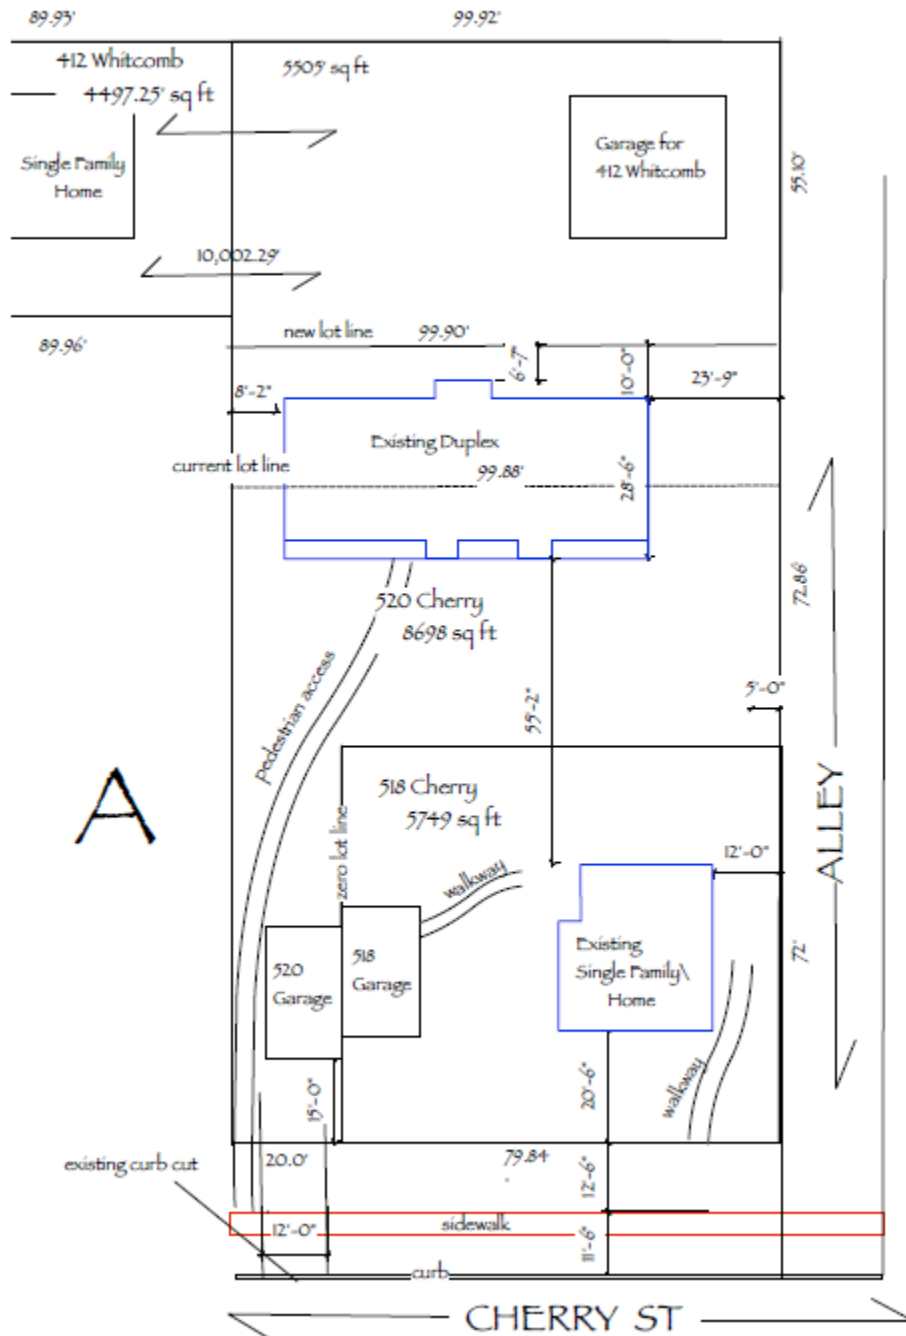 89.93'
99.92'
412 Whitcomb
4497.25' sq ft
5505' sq ft
Single Family
Home
Garage for
412 Whitcomb
55.10'
10,002.29'
new lot line
99.90'
89.96'
6'-7"
10'-0"
23'-9"
8'-2"
Existing Duplex
current lot line
99.88'
28'-6"
72.86'
520 Cherry
8698 sq ft
pedestrian access
55'-2"
5'-0"
A
518 Cherry
5749 sq ft
zero lot line
ALLEY
12'-0"
walkway
520
Garage
518
Garage
Existing
Single Family\
Home
72'
15'-0"
20'-6"
walkway
existing curb cut
20.0'
79.84
12'-6"
sidewalk
12'-0"
11'-6"
curb
CHERRY ST